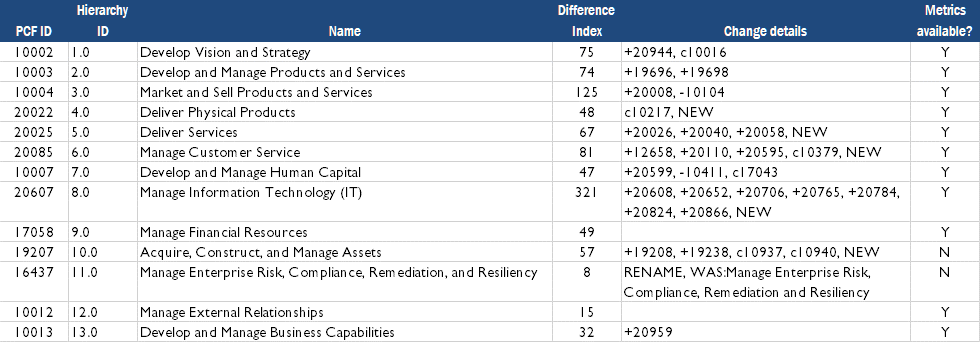 Hierarchy Difference Metrics
PCF ID ID Name Index Change details available?
10002 1.0 Develop Vision and Strategy 75 +20944, c10016 Y
10003 2.0 Develop and Manage Products and Services 74 +19696, +19698 Y
10004 3.0 Market and Sell Products and Services 125 +20008, -10104 Y
20022 4.0 Deliver Physical Products 48 c10217, NEW Y
20025 5.0 Deliver Services 67 +20026, +20040, +20058, NEW Y
20085 6.0 Manage Customer Service 81 +12658, +20110, +20595, c10379, NEW Y
10007 7.0 Develop and Manage Human Capital 47 +20599, -10411, c17043 Y
20607 8.0 Manage Information Technology (IT) 321 +20608, +20652, +20706, +20765, +20784, Y
+20824, +20866, NEW
17058 9.0 Manage Financial Resources 49 Y
19207 10.0 Acquire, Construct, and Manage Assets 57 +19208, +19238, c10937, c10940, NEW N
16437 11.0 Manage Enterprise Risk, Compliance, Remediation, and Resiliency 8 RENAME, WAS:Manage Enterprise Risk, N
Compliance, Remediation and Resiliency
10012 12.0 Manage External Relationships 15 Y
10013 13.0 Develop and Manage Business Capabilities 32 +20959 Y